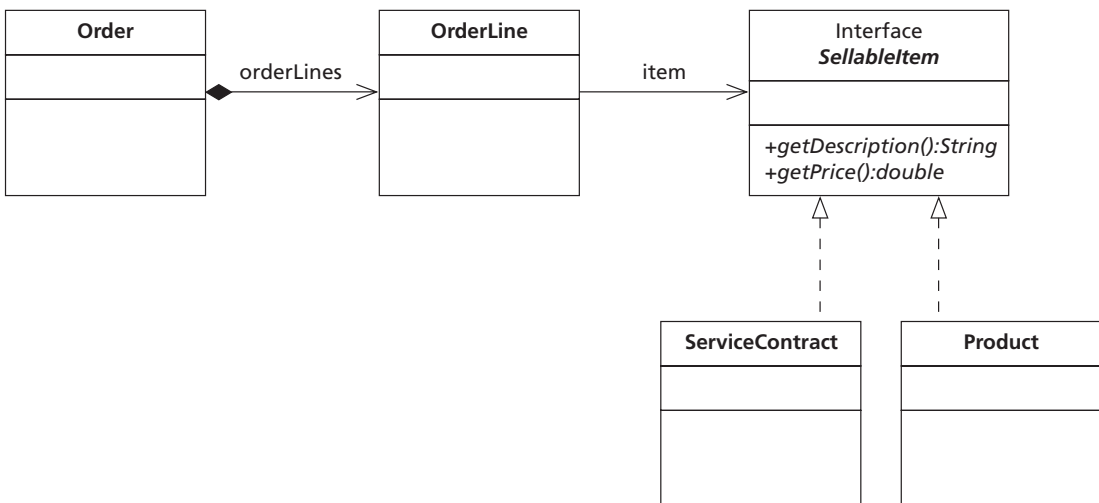 Order
orderLines
OrderLine
item
Interface
SellableItem
+getDescription():String
+getPrice():double
ServiceContract
Product